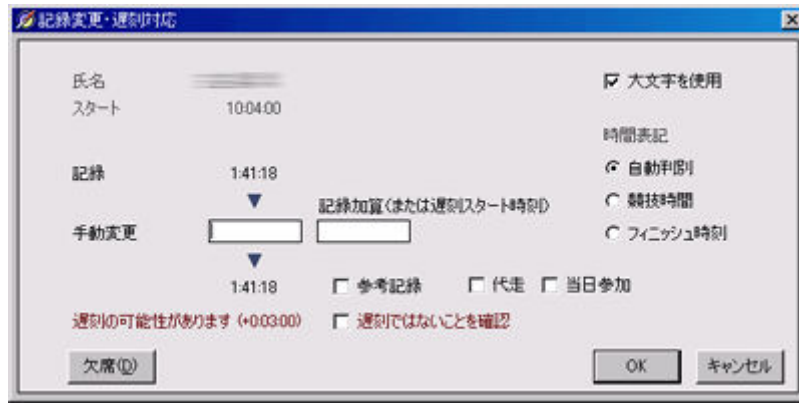 記録変更・遅刻対応
氏名
スタート 10:04:00
大文字を使用
時間表記
記録 1:41:18
自動判別
競技時間
フィニッシュ時刻
記録加算(または遅刻スタート時刻)
手動変更
1:41:18
参考記録 代走 当日参加
遅刻の可能性があります (+0:03:00) 遅刻ではないことを確認
欠席(D) OK キャンセル